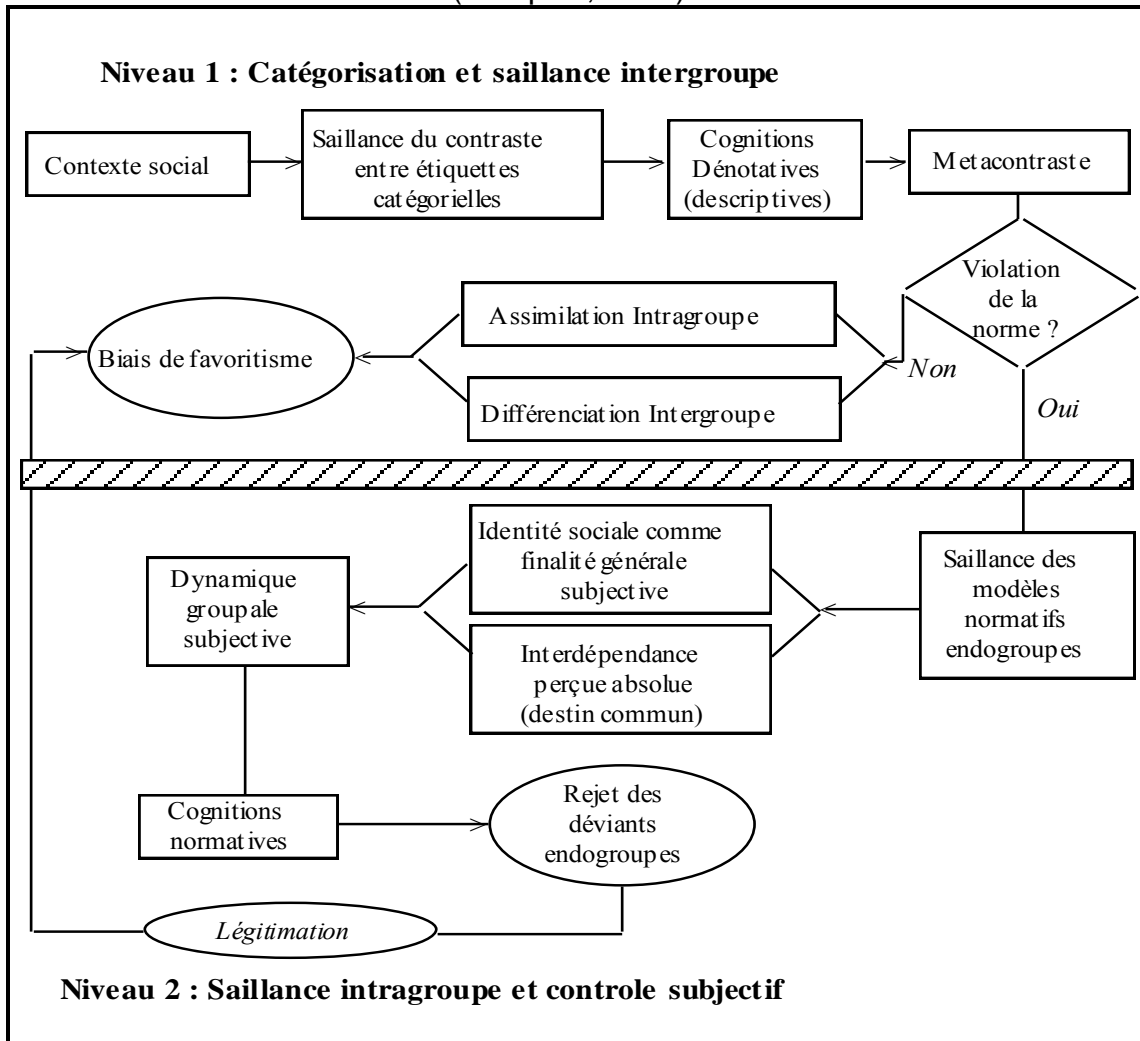 Niveau 1 : Catégorisation et saillance intergroupe
Contexte social
Saillance du contraste
entre étiquettes
catégorielles
Cognitions
Dénotatives
(descriptives)
Metacontraste
Violation
de la
norme ?
Non
Oui
Assimilation Intragroupe
Différenciation Intergroupe
Biais de favoritisme
Saillance des
modèles
normatifs
endogroupes
Identité sociale comme
finalité générale
subjective
Interdépendance
perçue absolue
(destin commun)
Dynamique
groupale
subjective
Cognitions
normatives
Rejet des
déviants
endogroupes
Légitimation
Niveau 2 : Saillance intragroupe et controle subjectif